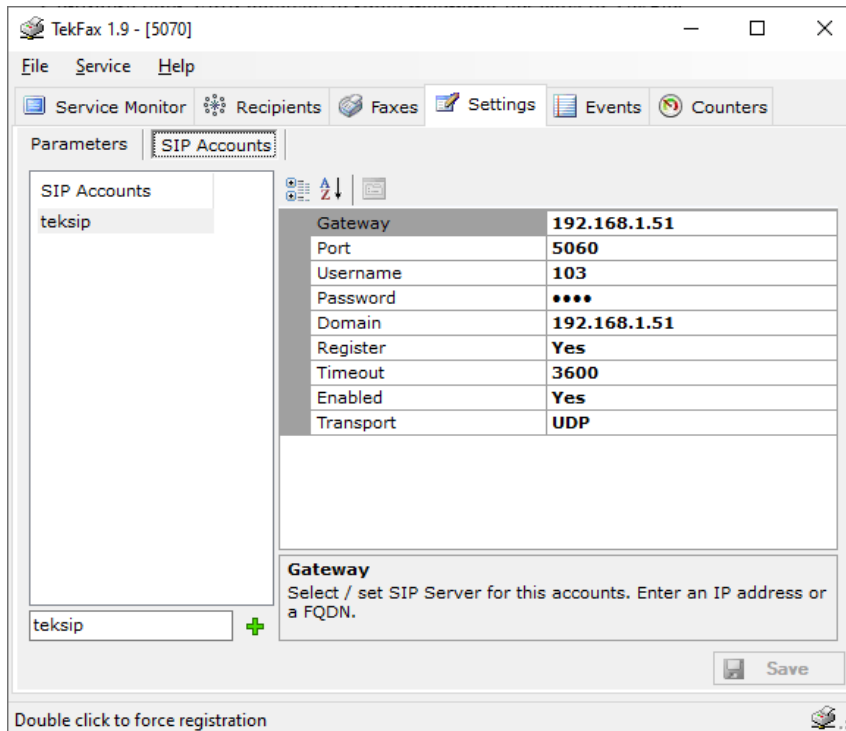 TekFax 1.9 - [5070]
File Service Help
Service Monitor Recipients Faxes Settings Events Counters
Parameters SIP Accounts
SIP Accounts
teksip
Gateway 192.168.1.51
Port 5060
Username 103
Password ●●●●
Domain 192.168.1.51
Register Yes
Timeout 3600
Enabled Yes
Transport UDP
Gateway
Select / set SIP Server for this accounts. Enter an IP address or
a FQDN.
teksip
Save
Double click to force registration